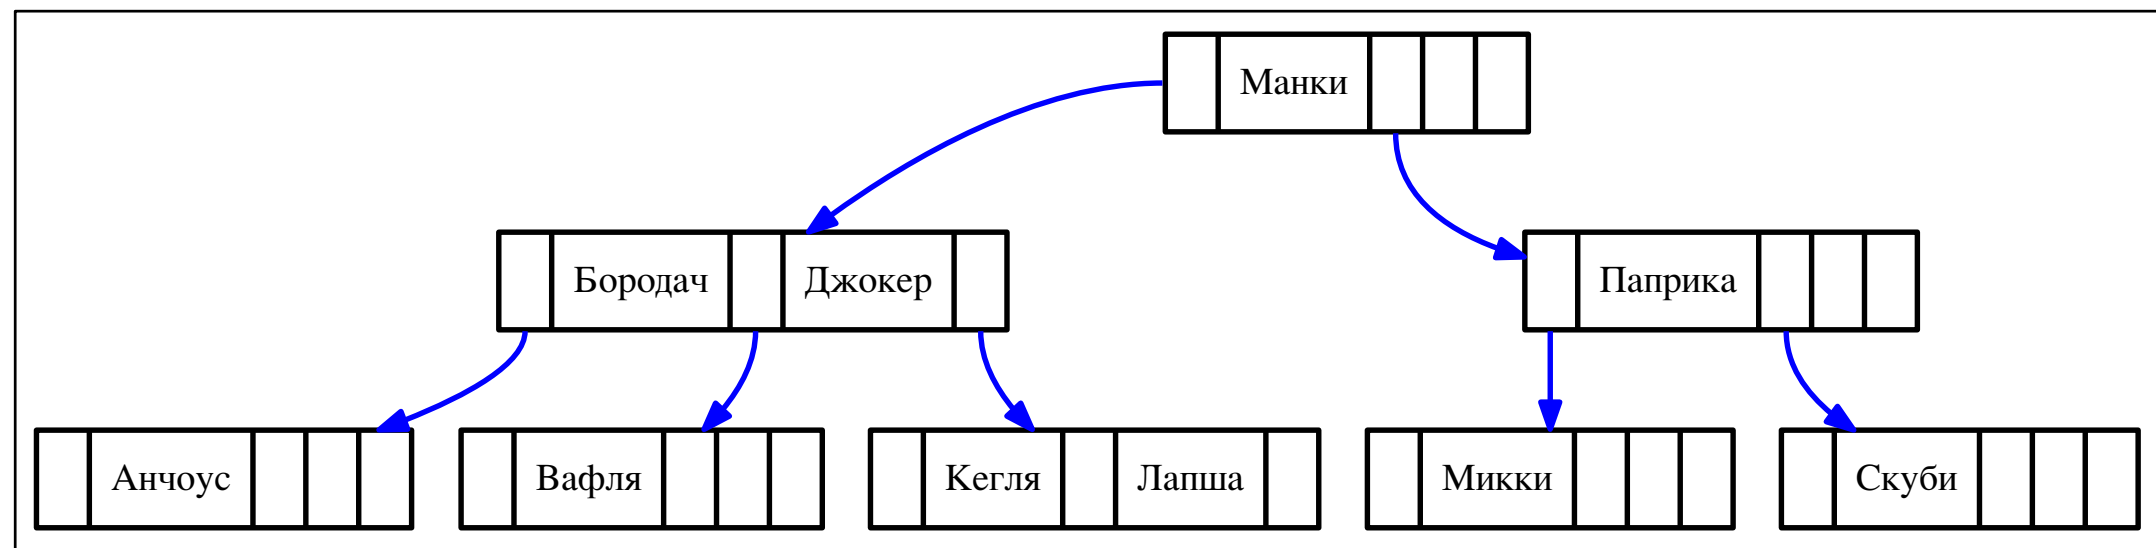 Манки
Бородач Джокер Паприка
Анчоус Вафля Кегля Лапша Микки Скуби